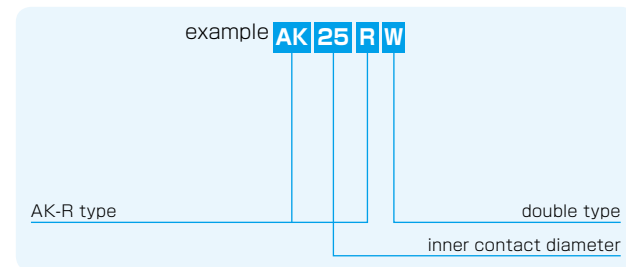 example AK 25 R W
AK-R type
double type
inner contact diameter